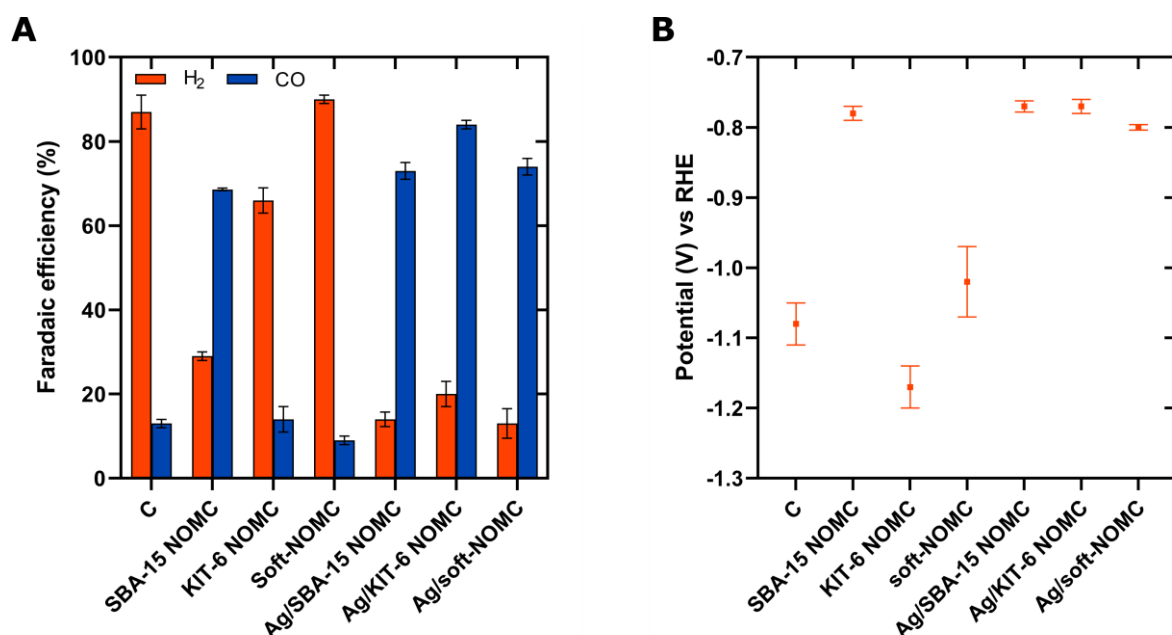 A
Faradaic efficiency (%)
100
80
60
40
20
0
H₂
CO
C
SBA-15 NOMC
KIT-6 NOMC
Soft-NOMC
Ag/SBA-15 NOMC
Ag/KIT-6 NOMC
Ag/soft-NOMC
B
Potential (V) vs RHE
-0.7
-0.8
-0.9
-1.0
-1.1
-1.2
-1.3
C
SBA-15 NOMC
KIT-6 NOMC
soft-NOMC
Ag/SBA-15 NOMC
Ag/KIT-6 NOMC
Ag/soft-NOMC